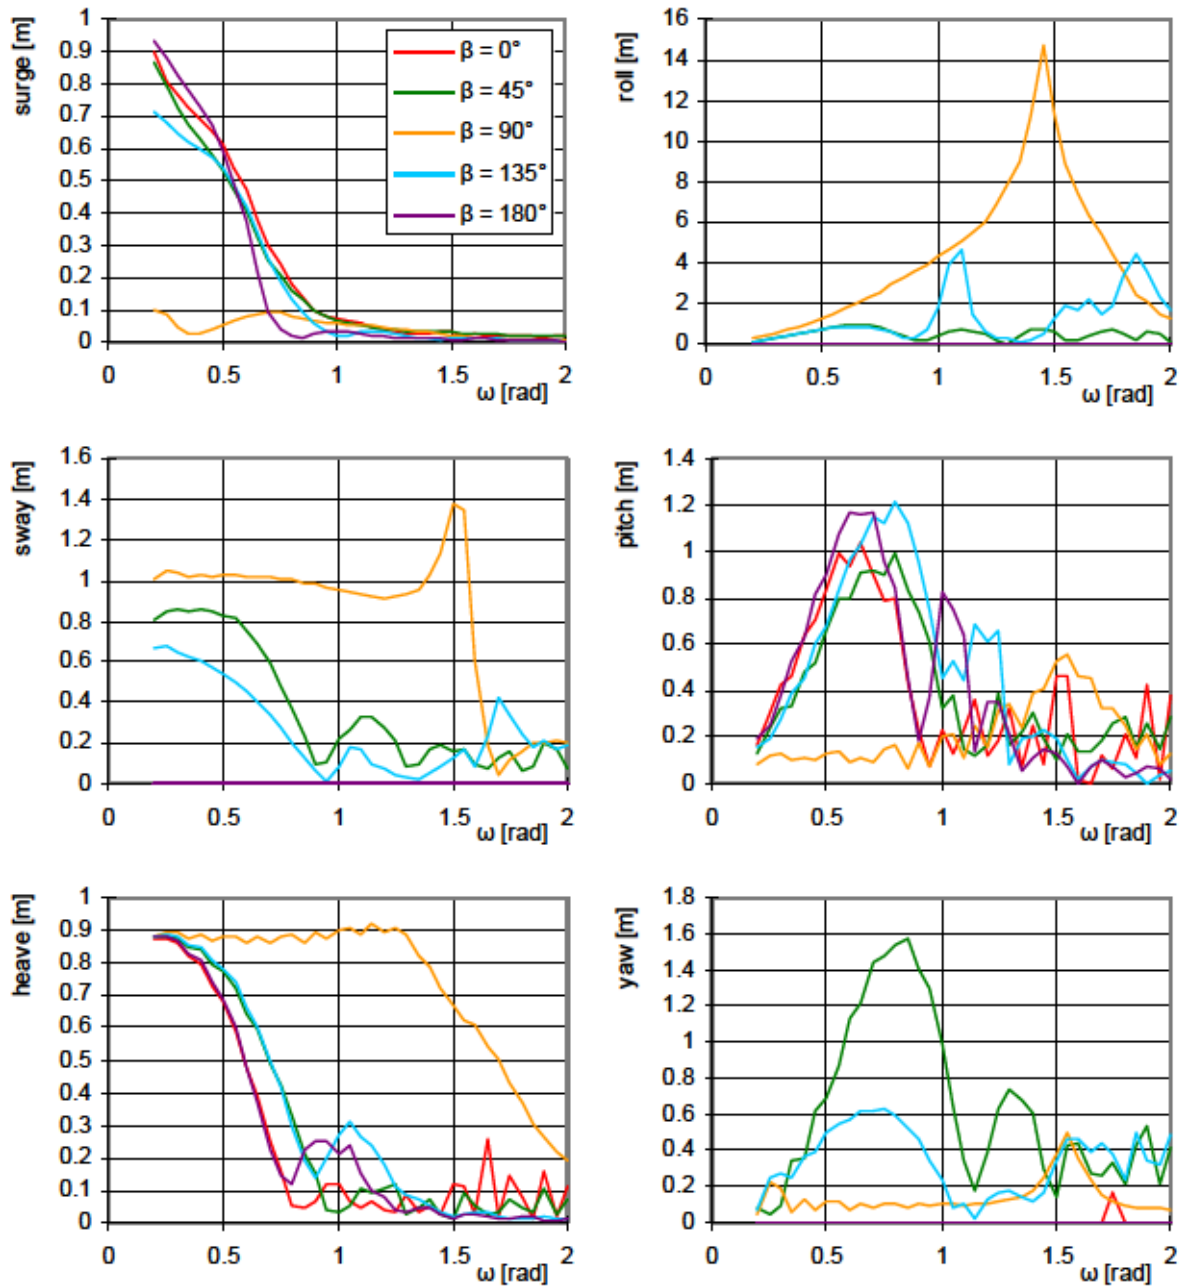 surge [m]
1
0.9
0.8
0.7
0.6
0.5
0.4
0.3
0.2
0.1
0
0 0.5 1 1.5 2
ω [rad]
β = 0°
β = 45°
β = 90°
β = 135°
β = 180°
roll [m]
16
14
12
10
8
6
4
2
0
0 0.5 1 1.5 2
ω [rad]
sway [m]
1.6
1.4
1.2
1
0.8
0.6
0.4
0.2
0
0 0.5 1 1.5 2
ω [rad]
pitch [m]
1.4
1.2
1
0.8
0.6
0.4
0.2
0
0 0.5 1 1.5 2
ω [rad]
heave [m]
1
0.9
0.8
0.7
0.6
0.5
0.4
0.3
0.2
0.1
0
0 0.5 1 1.5 2
ω [rad]
yaw [m]
1.8
1.6
1.4
1.2
1
0.8
0.6
0.4
0.2
0
0 0.5 1 1.5 2
ω [rad]